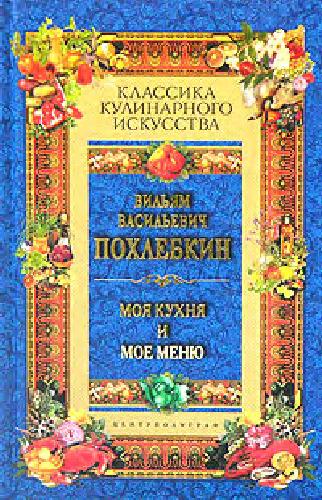 КЛАССИКА
КУЛИНАРНОГО
ИСКУССТВА
ВИЛЬЯМ
ВАСИЛЬЕВИЧ
ПОХЛЕБКИН
МОЯ КУХНЯ
И
МОЕ МЕНЮ
ЦЕНТРПОЛИГРАФ